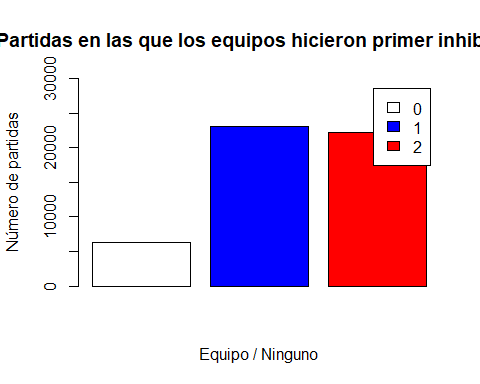 Partidas en las que los equipos hicieron primer inhib
Número de partidas
30000
20000
10000
0
0
1
2
Equipo / Ninguno